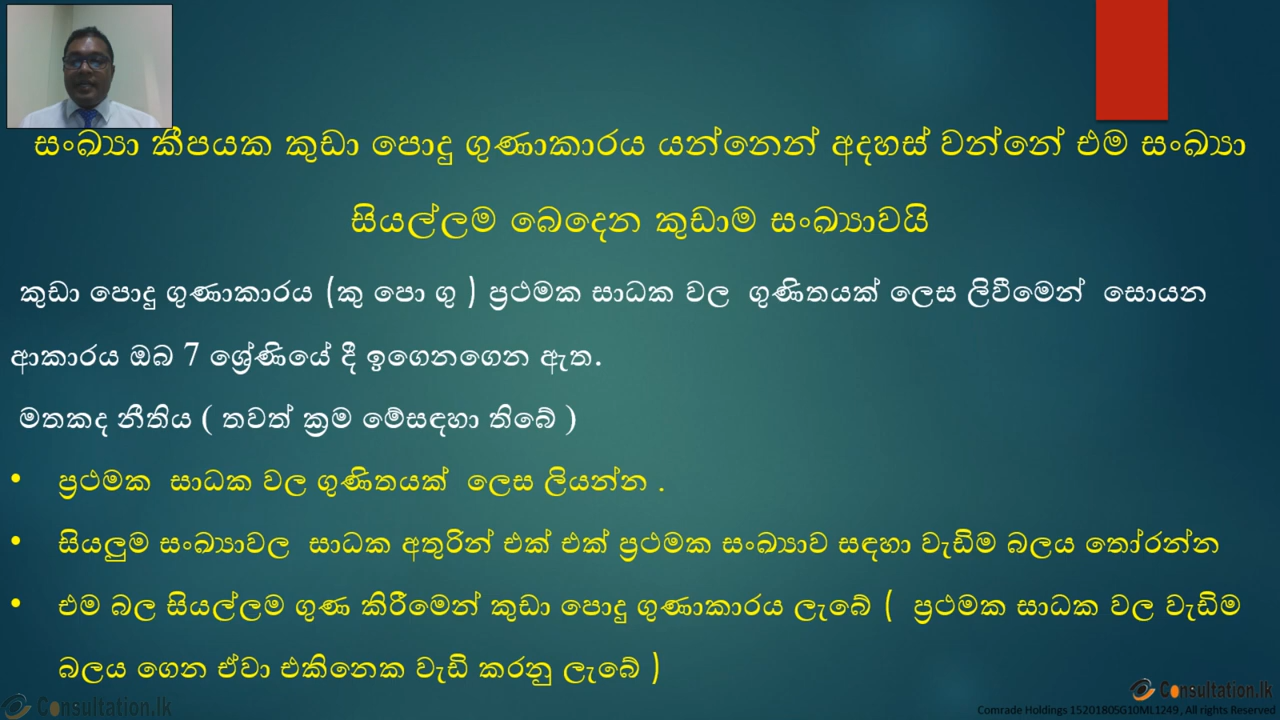 සංඛ්‍යා කීපයක කුඩා පොදු ගුණාකාරය යන්නෙන් අදහස් වන්නේ එම සංඛ්‍යා
සියල්ලම බෙදෙන කුඩාම සංඛ්‍යාවයි
කුඩා පොදු ගුණාකාරය (කු පො ගු ) ප්‍රථමක සාධක වල ගුණිතයක් ලෙස ලිවීමෙන් සොයන
ආකාරය ඔබ 7 ශ්‍රේණියේ දී ඉගෙනගෙන ඇත.
මතකද නීතිය ( තවත් ක්‍රම මේසඳහා තිබේ )
• ප්‍රථමක සාධක වල ගුණිතයක් ලෙස ලියන්න .
• සියලුම සංඛ්‍යාවල සාධක අතුරින් එක් එක් ප්‍රථමක සංඛ්‍යාව සඳහා වැඩිම බලය තෝරන්න
• එම බල සියල්ලම ගුණ කිරීමෙන් කුඩා පොදු ගුණාකාරය ලැබේ ( ප්‍රථමක සාධක වල වැඩිම
බලය ගෙන ඒවා එකිනෙක වැඩි කරනු ලැබේ )
Consultation.lk
Consultation.lk
Comrade Holdings 1520180SG10ML1249, All rights Reserved.